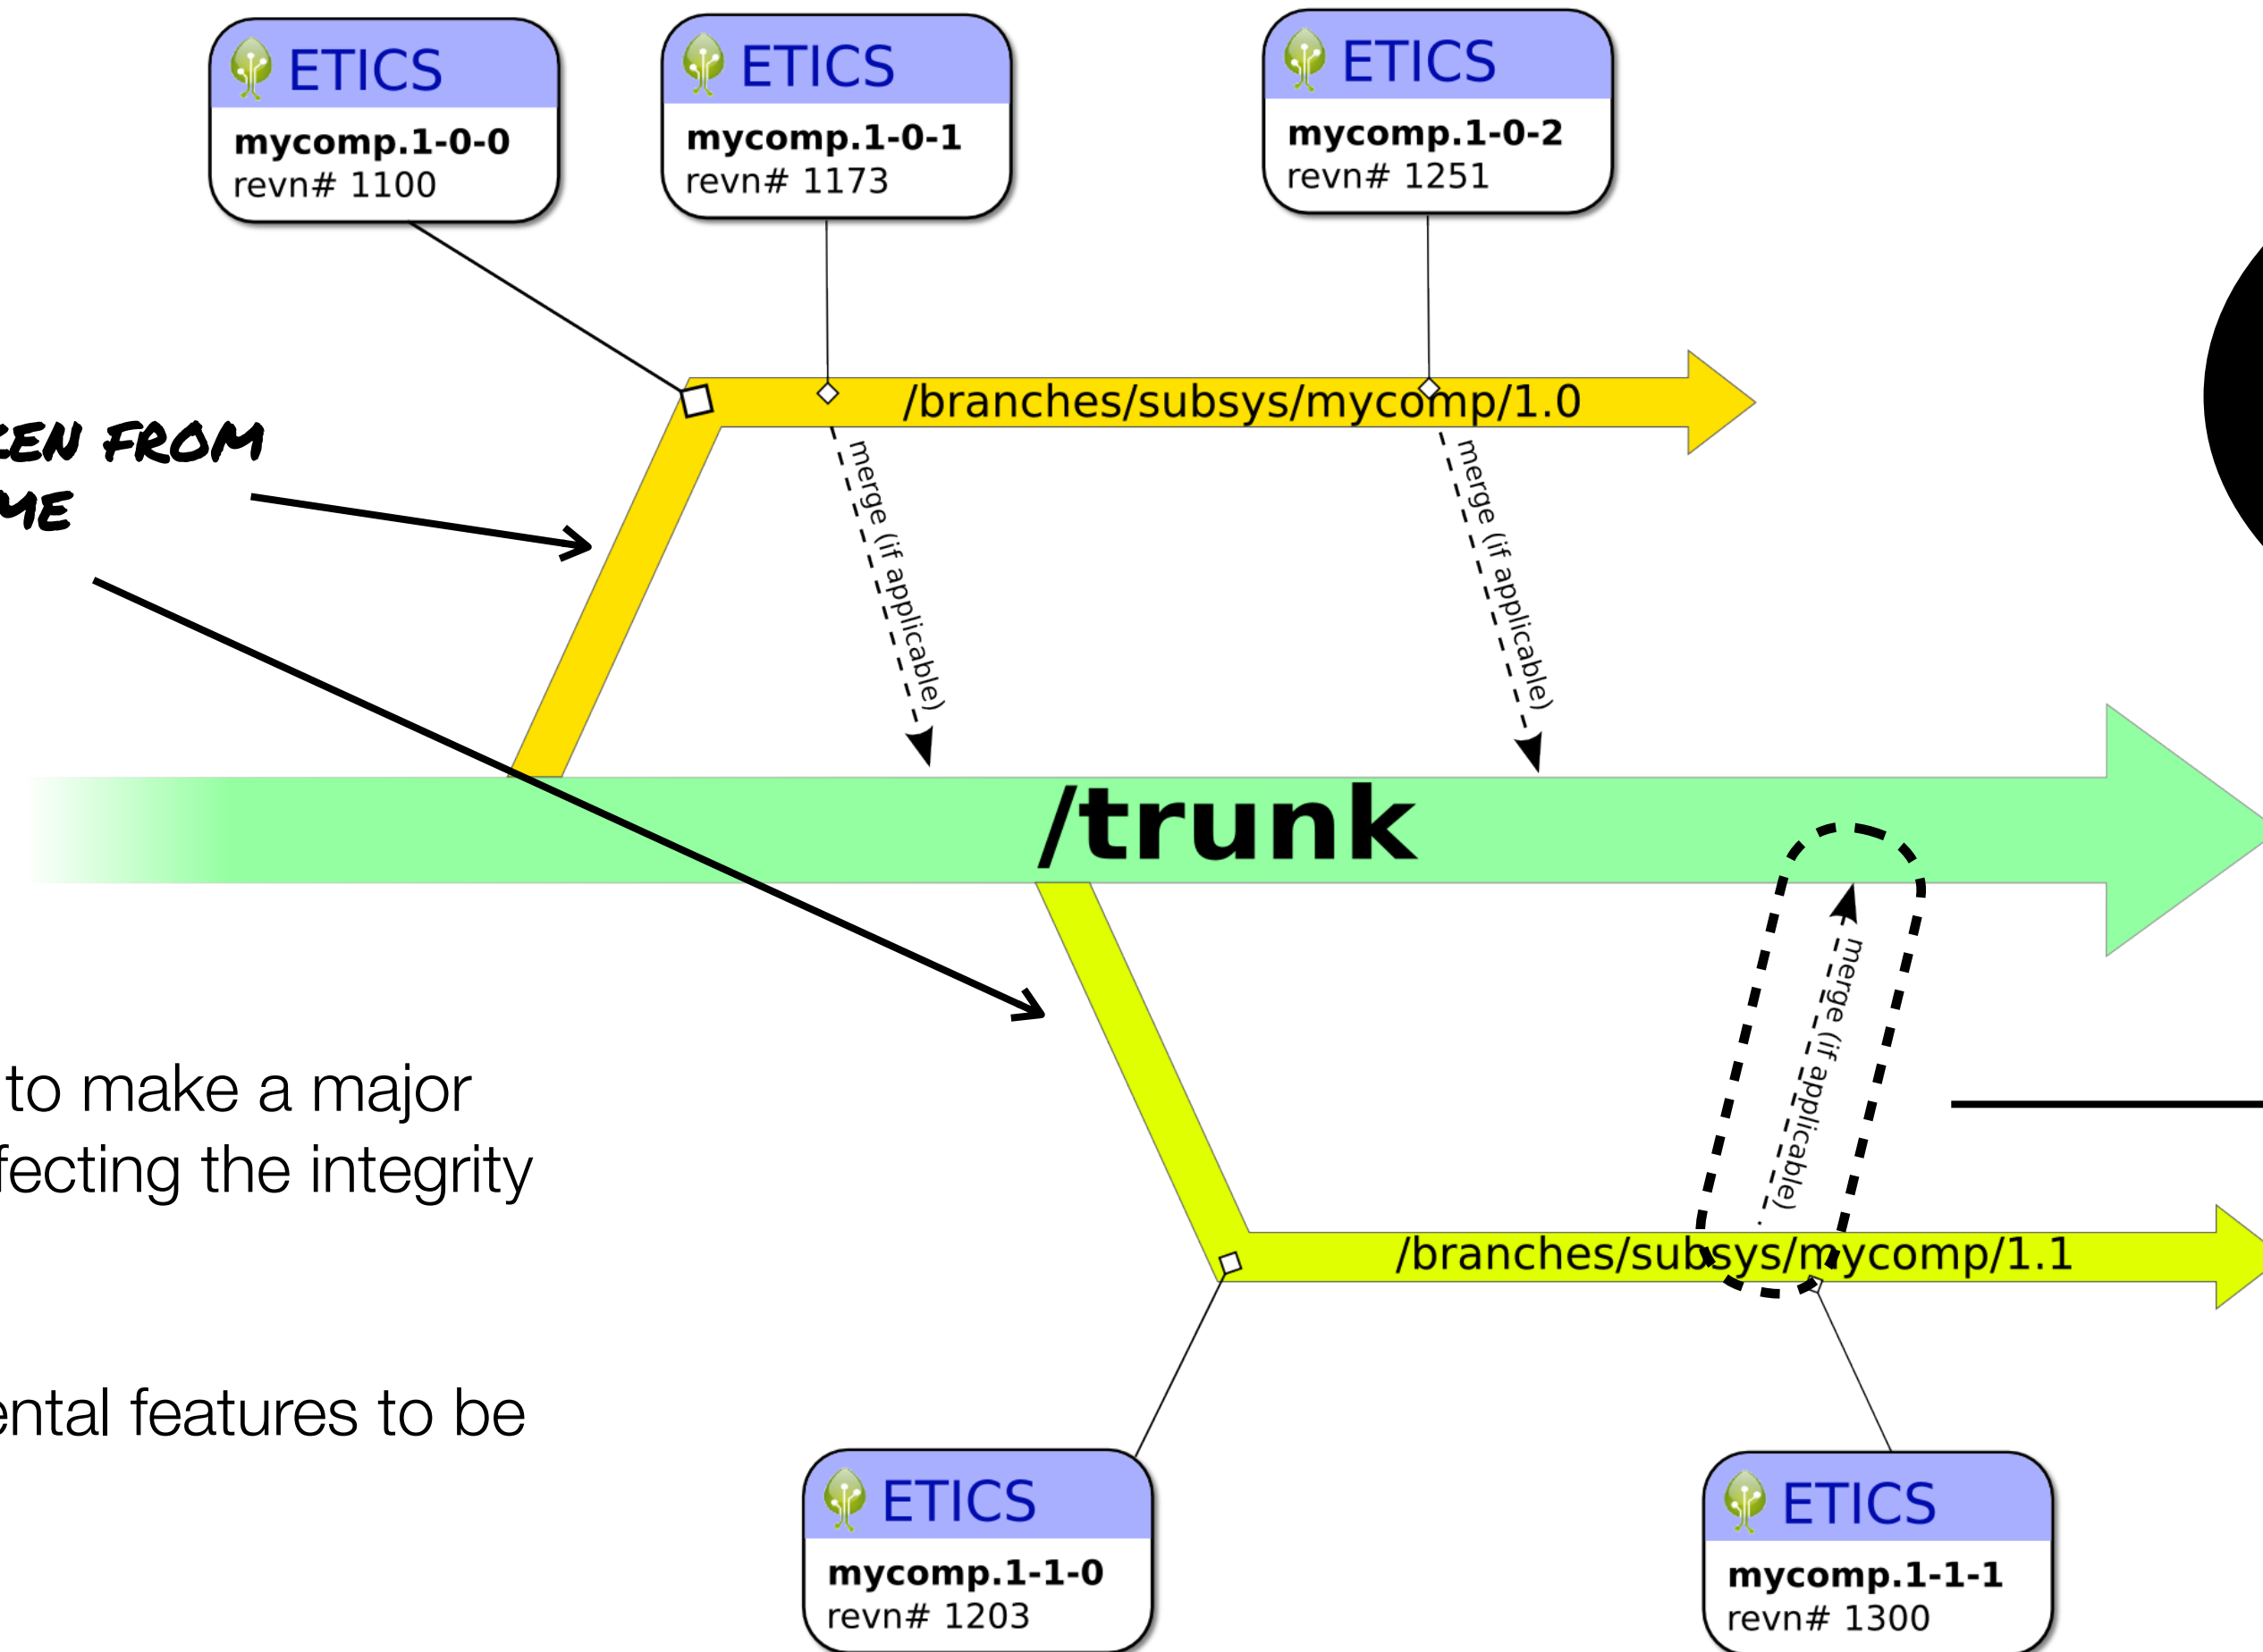 ETICS
mycomp.1-0-0
revn# 1100
ETICS
mycomp.1-0-1
revn# 1173
ETICS
mycomp.1-0-2
revn# 1251
FROM
/branches/subsys/mycomp/1.0
merge (if applicable)
merge (if applicable)
/trunk
merge (if applicable)
to make a major
fecting the integrity
/branches/subsys/mycomp/1.1
ental features to be
ETICS
mycomp.1-1-0
revn# 1203
ETICS
mycomp.1-1-1
revn# 1300